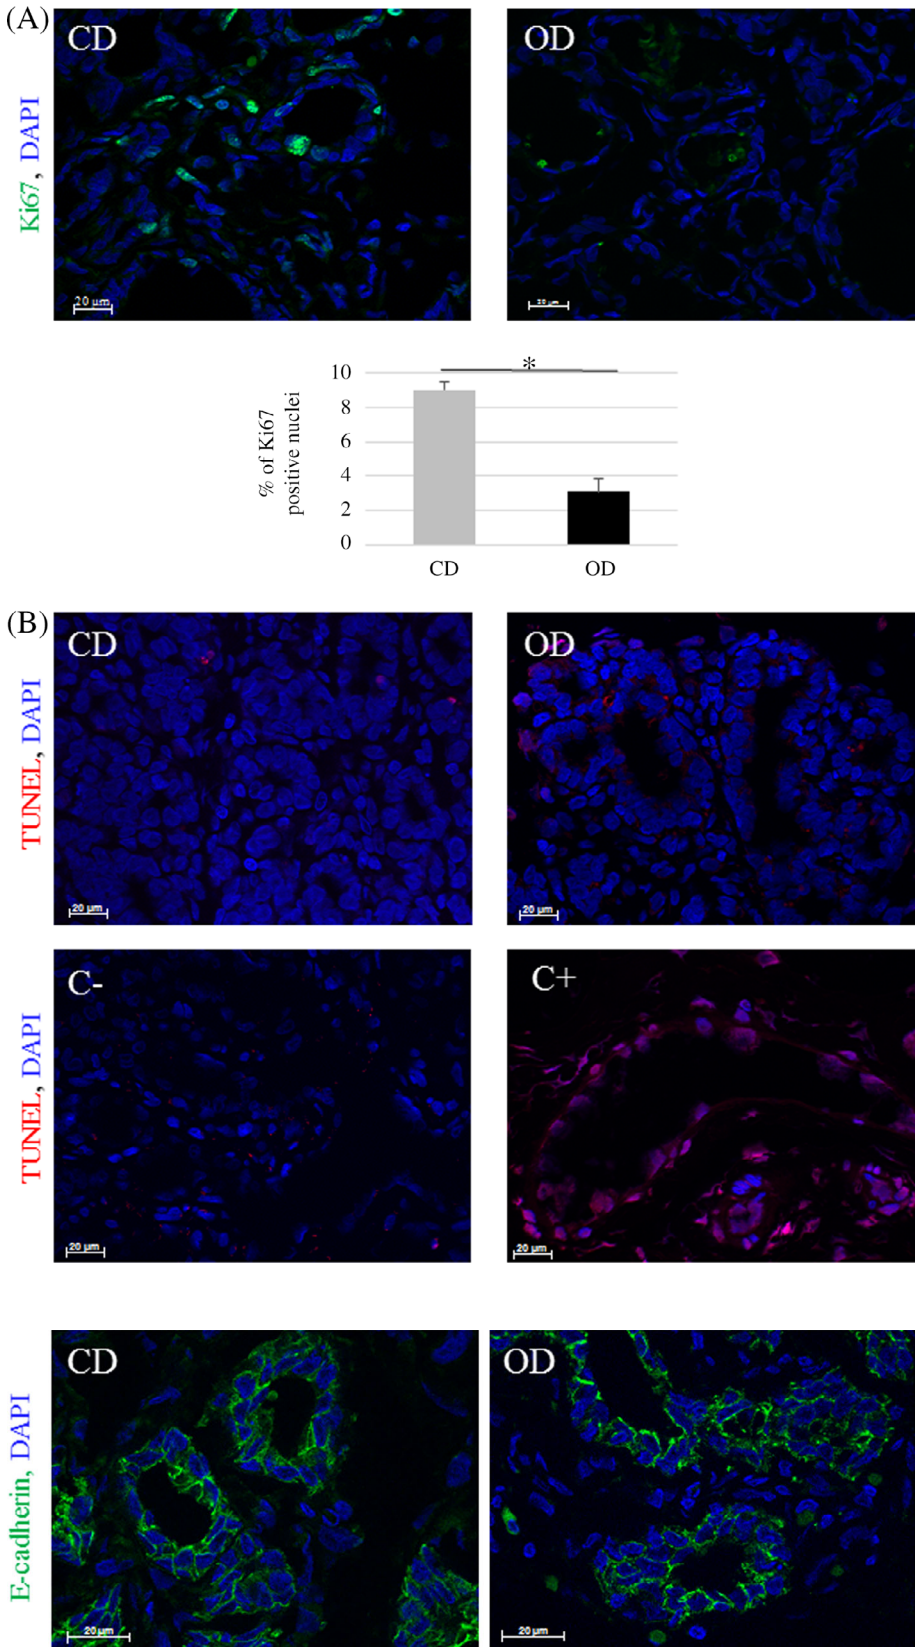 (A)
CD
OD
Ki67, DAPI
20 µm
20 µm
*
% of Ki67
positive nuclei
10
8
6
4
2
0
CD
OD
(B)
CD
OD
TUNEL, DAPI
20 µm
20 µm
C-
C+
TUNEL, DAPI
20 µm
20 µm
CD
OD
E-cadherin, DAPI
20 µm
20 µm